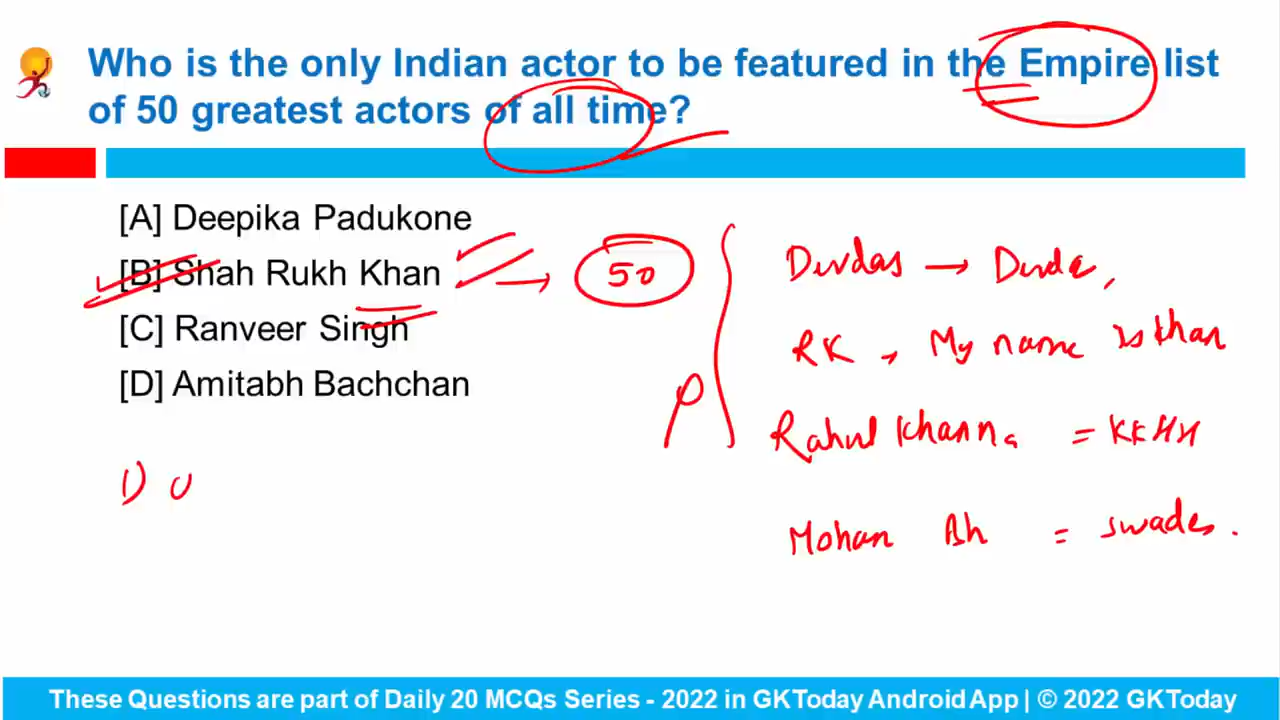 Who is the only Indian actor to be featured in the Empire list
of 50 greatest actors of all time?
[A] Deepika Padukone
[B] Shah Rukh Khan
50
[C] Ranveer Singh
[D] Amitabh Bachchan
Devdas →
RK, My name is Khan
Rahul Khanna = KKHH
Mohan Bh = swades.
These Questions are part of Daily 20 MCQs Series - 2022 in GKToday Android App | © 2022 GKToday